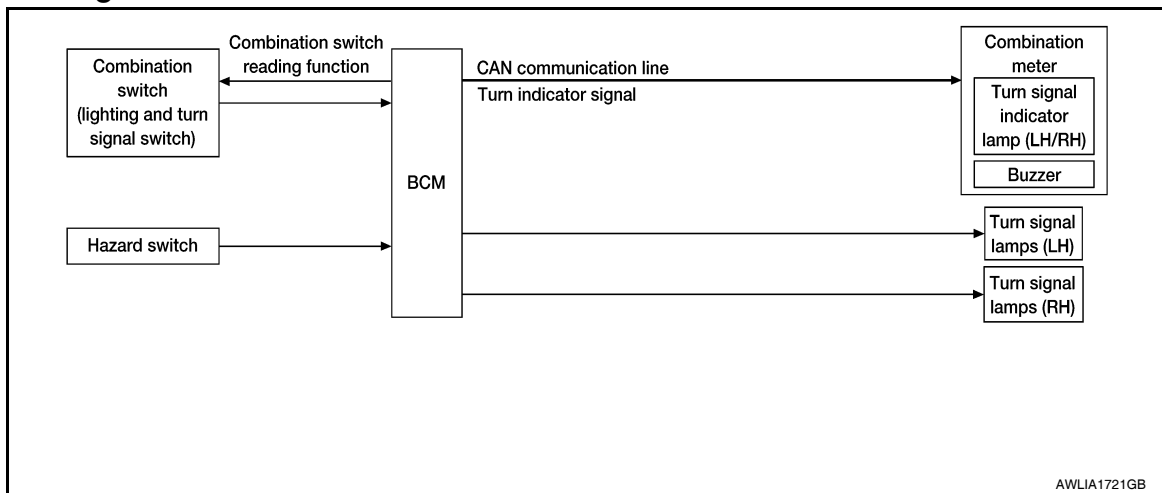 Combination switch
reading function
Combination
switch
(lighting and turn
signal switch)
Hazard switch
BCM
CAN communication line
Turn indicator signal
Combination
meter
Turn signal
indicator
lamp (LH/RH)
Buzzer
Turn signal
lamps (LH)
Turn signal
lamps (RH)
AWLIA1721GB